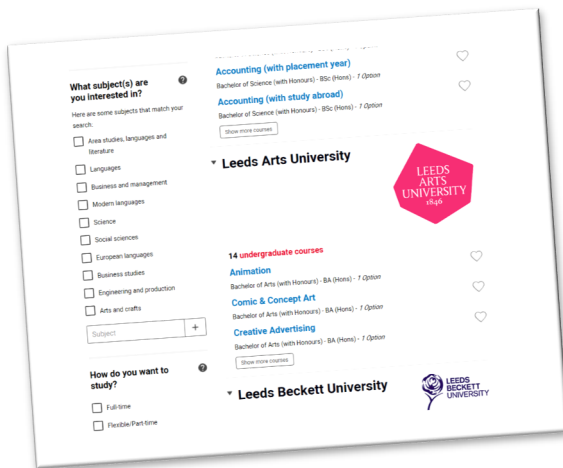 What subject(s) are
you interested in?
?
Here are some subjects that match your
search:
Area studies, languages and
literature
Languages
Business and management
Modern languages
Science
Social sciences
European languages
Business studies
Engineering and production
Arts and crafts
Subject +
How do you want to
study?
?
Full-time
Flexible/Part-time
Accounting (with placement year)
Bachelor of Science (with Honours) - BSc (Hons) - 1 Option
Accounting (with study abroad)
Bachelor of Science (with Honours) - BSc (Hons) - 1 Option
Show more courses
Leeds Arts University
LEEDS
ARTS
UNIVERSITY
1846
14 undergraduate courses
Animation
Bachelor of Arts (with Honours) - BA (Hons) - 1 Option
Comic & Concept Art
Bachelor of Arts (with Honours) - BA (Hons) - 1 Option
Creative Advertising
Bachelor of Arts (with Honours) - BA (Hons) - 1 Option
Show more courses
Leeds Beckett University
LEEDS
BECKETT
UNIVERSITY